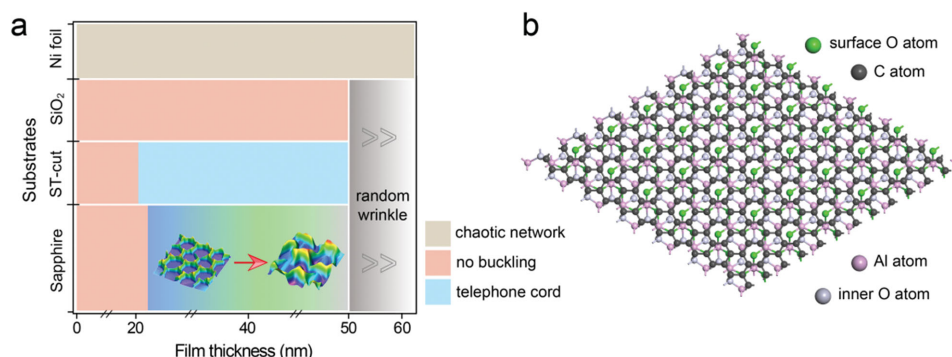 a
Ni foil
SiO₂
ST-cut
Sapphire
Substrates
random
wrinkle
chaotic network
no buckling
telephone cord
0
20
40
50
60
Film thickness (nm)
b
surface O atom
C atom
Al atom
inner O atom